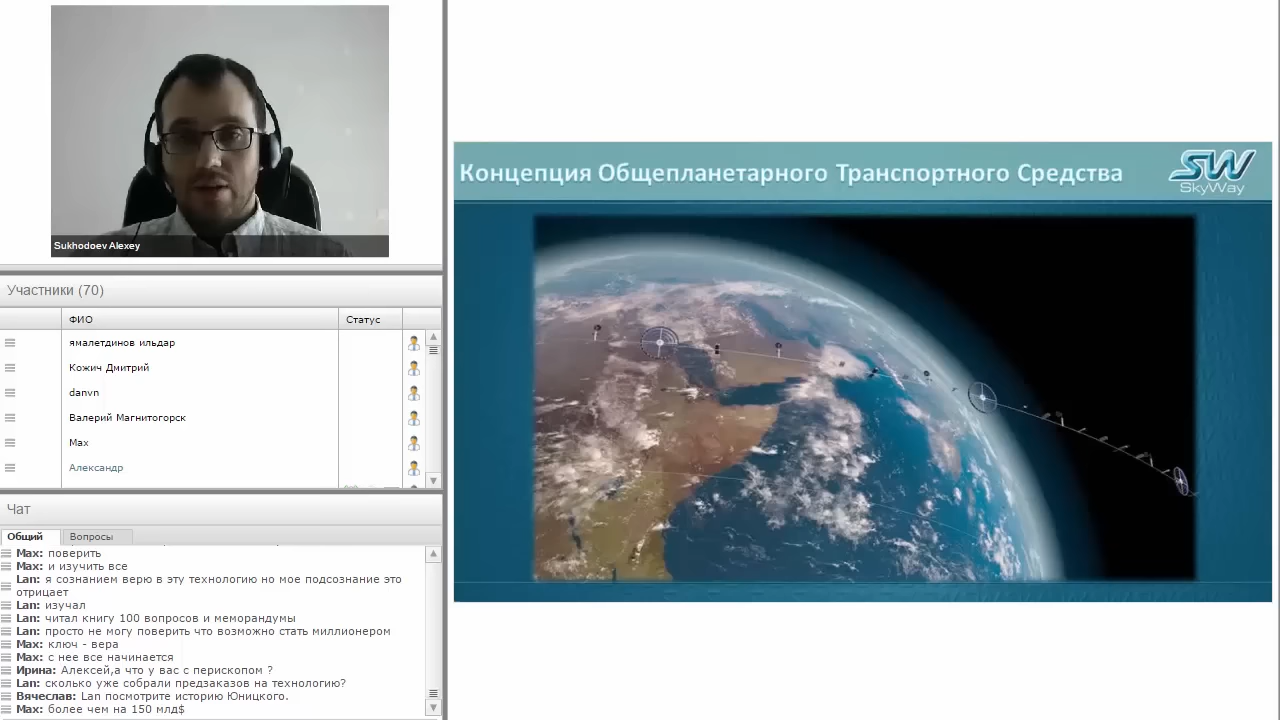 Sukhodoev Alexey
Участники (70)
ФИО
Статус
ямалетдинов ильдар
Кожич Дмитрий
danvn
Валерий Магнитогорск
Max
Александр
Чат
Общий
Вопросы
Max: поверить
Max: и изучить все
Lan: я сознанием верю в эту технологию но мое подсознание это
отрицает
Lan: изучал
Lan: читал книгу 100 вопросов и меморандумы
Lan: просто не могу поверить что возможно стать миллионером
Max: ключ - вера
Max: с нее все начинается
Ирина: Алексей,а что у вас с перископом ?
Lan: сколько уже собрали предзаказов на технологию?
Вячеслав: Lan посмотрите историю Юницкого.
Max: более чем на 150 млд$
Концепция Общепланетарного Транспортного Средства
SW
SkyWay